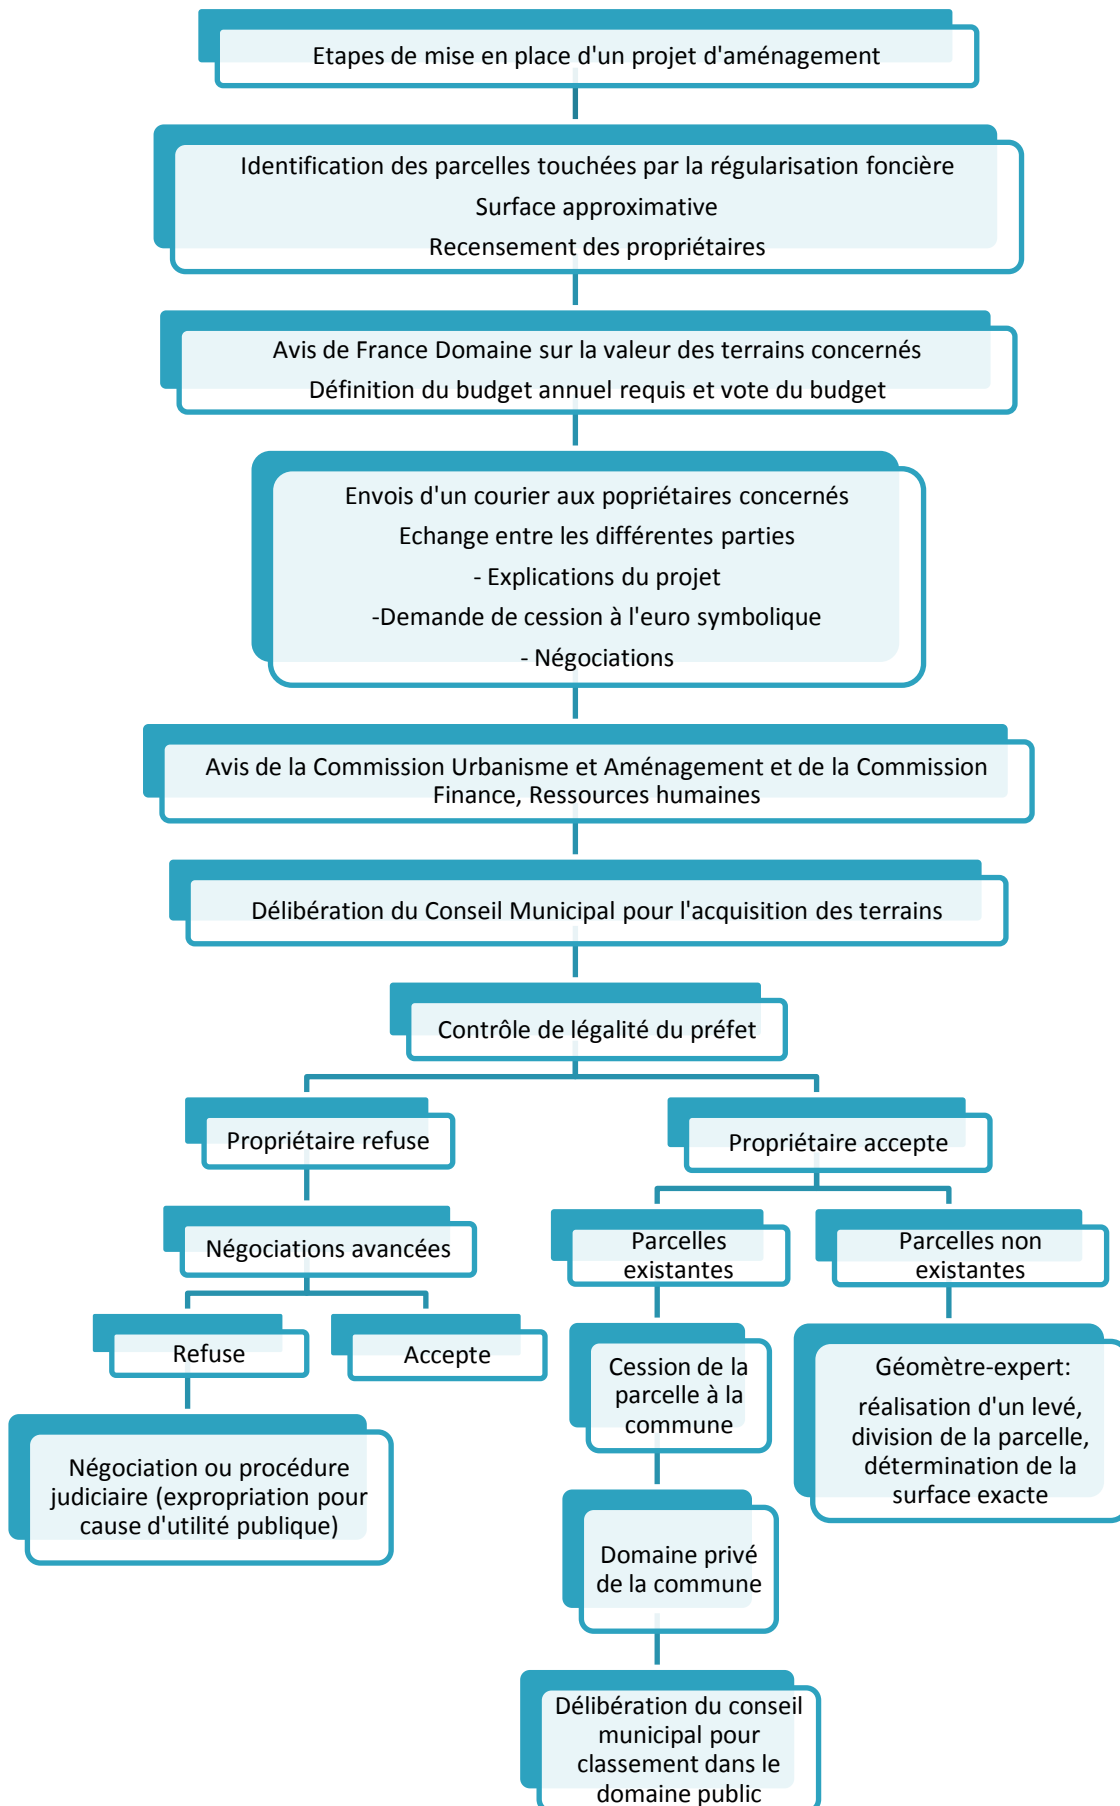 Etapes de mise en place d'un projet d'aménagement
Identification des parcelles touchées par la régularisation foncière
Surface approximative
Recensement des propriétaires
Avis de France Domaine sur la valeur des terrains concernés
Définition du budget annuel requis et vote du budget
Envois d'un courier aux popriétaires concernés
Echange entre les différentes parties
- Explications du projet
-Demande de cession à l'euro symbolique
- Négociations
Avis de la Commission Urbanisme et Aménagement et de la Commission
Finance, Ressources humaines
Délibération du Conseil Municipal pour l'acquisition des terrains
Contrôle de légalité du préfet
Propriétaire refuse
Négociations avancées
Refuse
Négociation ou procédure
judiciaire (expropriation pour
cause d'utilité publique)
Accepte
Propriétaire accepte
Parcelles
existantes
Cession de la
parcelle à la
commune
Domaine privé
de la commune
Délibération du conseil
municipal pour
classement dans le
domaine public
Parcelles non
existantes
Géomètre-expert:
réalisation d'un levé,
division de la parcelle,
détermination de la
surface exacte